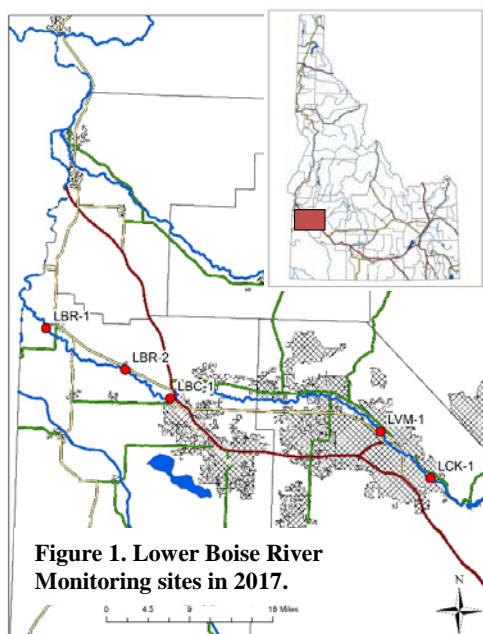 LBR-1
LBR-2
LBC-1
LVM-1
LCK-1
Figure 1. Lower Boise River
Monitoring sites in 2017.
N
0 4.5 9 18 Miles